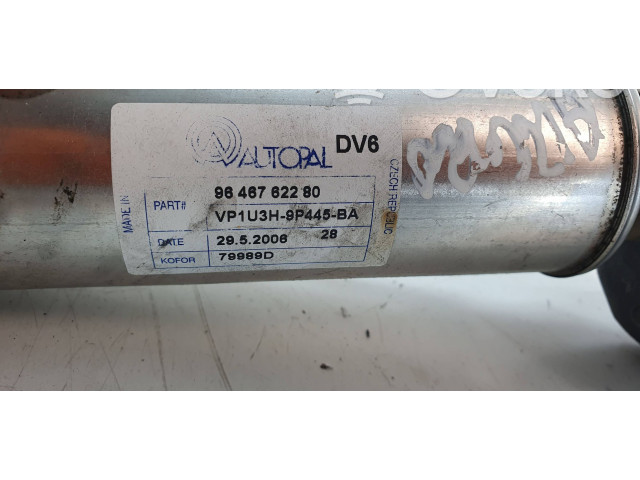 AUTOPAL DV6
MADE IN
CZECH REPUBLIC
PART# 96 467 622 80
VP1U3H-9P445-BA
DATE 29.5.2006 28
KOFOR 79989D